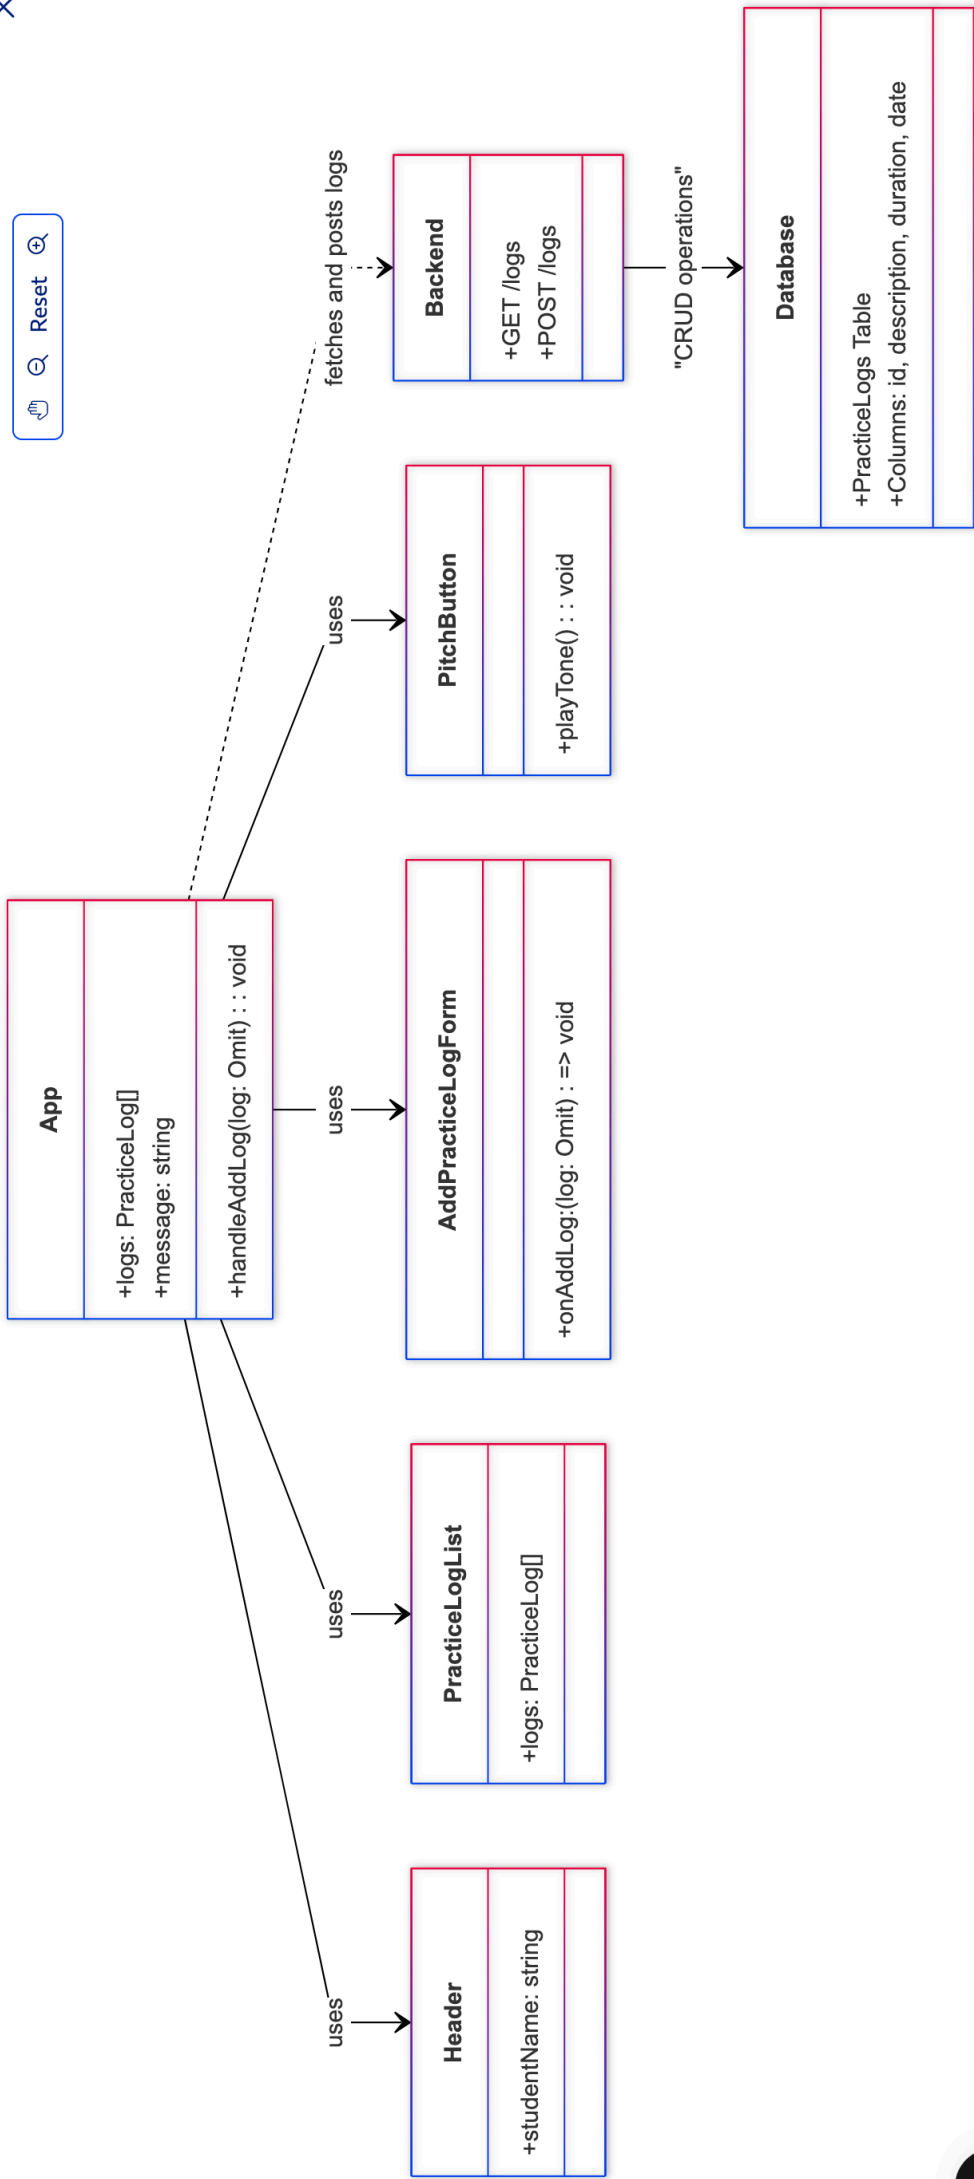 Reset
App
+logs: PracticeLog[]
+message: string
+handleAddLog(log: Omit) : : void
uses
uses
uses
uses
fetches and posts logs
Header
+studentName: string
PracticeLogList
+logs: PracticeLog[]
AddPracticeLogForm
+onAddLog:(log: Omit) : => void
PitchButton
+playTone() : : void
Backend
+GET /logs
+POST /logs
"CRUD operations"
Database
+PracticeLogs Table
+Columns: id, description, duration, date